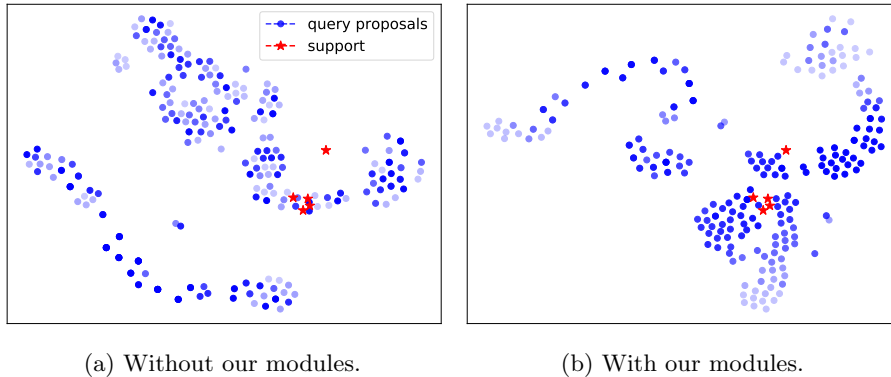 query proposals
support
(a) Without our modules.
(b) With our modules.